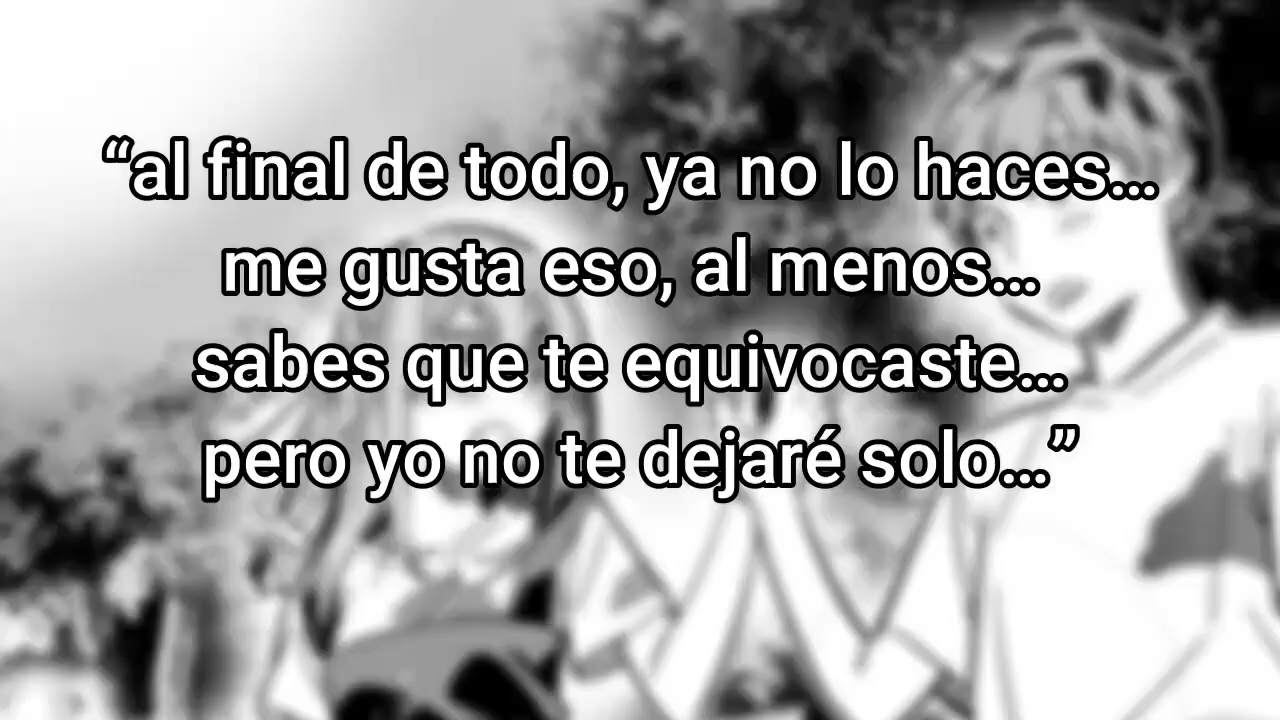 “al final de todo, ya no lo haces...
me gusta eso, al menos...
sabes que te equivocaste...
pero yo no te dejaré solo...”